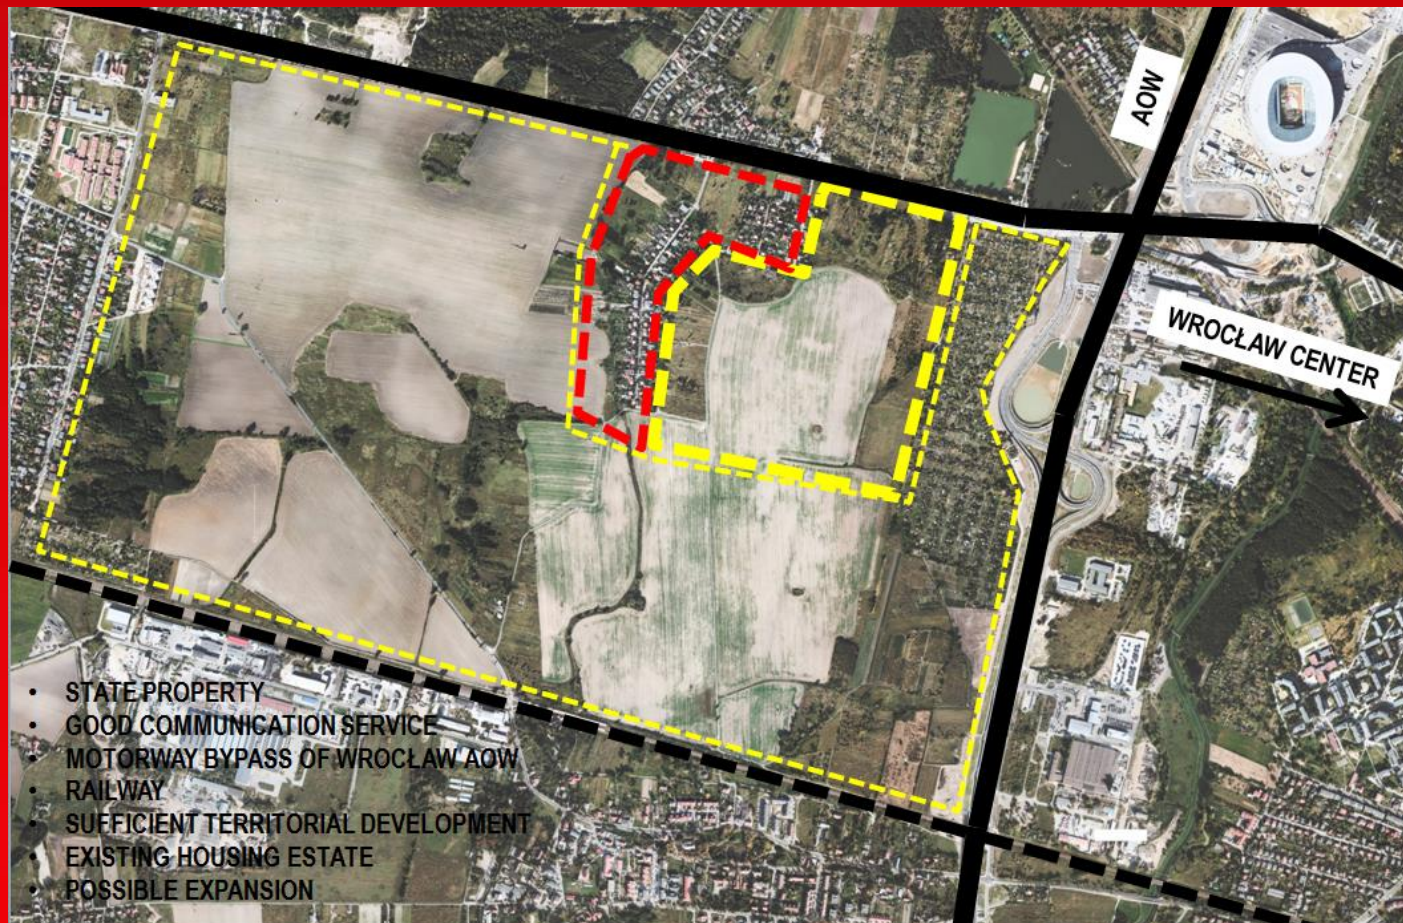 AOW
WROCŁAW CENTER
• STATE PROPERTY
• GOOD COMMUNICATION SERVICE
• MOTORWAY BYPASS OF WROCŁAW AOW
• RAILWAY
• SUFFICIENT TERRITORIAL DEVELOPMENT
• EXISTING HOUSING ESTATE
• POSSIBLE EXPANSION